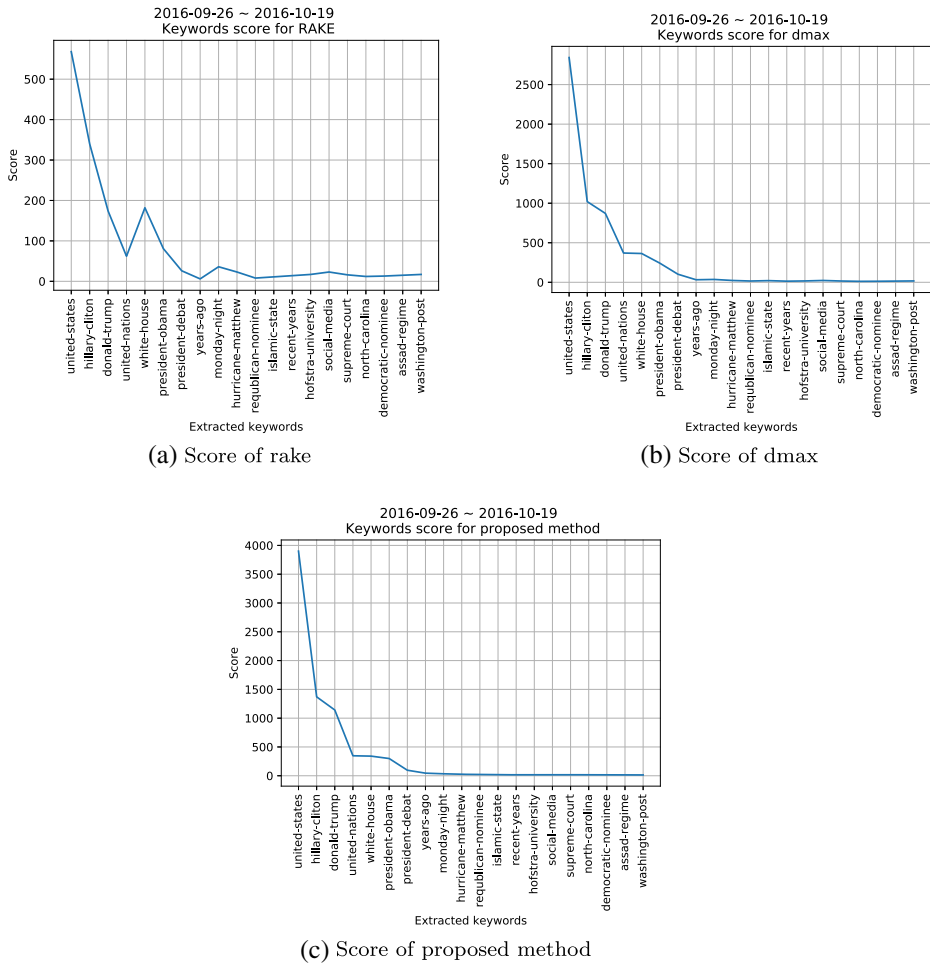 2016-09-26 ~ 2016-10-19
Keywords score for RAKE
500
400
300
200
100
0
Score
united-states
hillary-cliton
donald-trump
united-nations
white-house
president-obama
president-debat
years-ago
monday-night
hurricane-matthew
requblican-nominee
islamic-state
recent-years
hofstra-university
social-media
supreme-court
north-carolina
democratic-nominee
assad-regime
washington-post
Extracted keywords
(a) Score of rake
2016-09-26 ~ 2016-10-19
Keywords score for dmax
2500
2000
1500
1000
500
0
Score
united-states
hillary-cliton
donald-trump
united-nations
white-house
president-obama
president-debat
years-ago
monday-night
hurricane-matthew
requblican-nominee
islamic-state
recent-years
hofstra-university
social-media
supreme-court
north-carolina
democratic-nominee
assad-regime
washington-post
Extracted keywords
(b) Score of dmax
2016-09-26 ~ 2016-10-19
Keywords score for proposed method
4000
3500
3000
2500
2000
1500
1000
500
0
Score
united-states
hillary-cliton
donald-trump
united-nations
white-house
president-obama
president-debat
years-ago
monday-night
hurricane-matthew
requblican-nominee
islamic-state
recent-years
hofstra-university
social-media
supreme-court
north-carolina
democratic-nominee
assad-regime
washington-post
Extracted keywords
(c) Score of proposed method